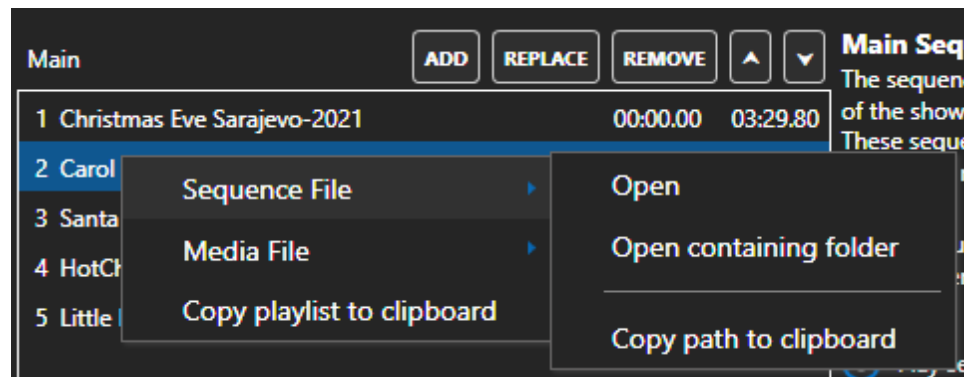 Main
ADD
REPLACE
REMOVE
Main Seq
The sequen
of the show
These seque
1 Christmas Eve Sarajevo-2021 00:00.00 03:29.80
2 Carol
3 Santa
4 HotCh
5 Little
Sequence File
Media File
Copy playlist to clipboard
Open
Open containing folder
Copy path to clipboard